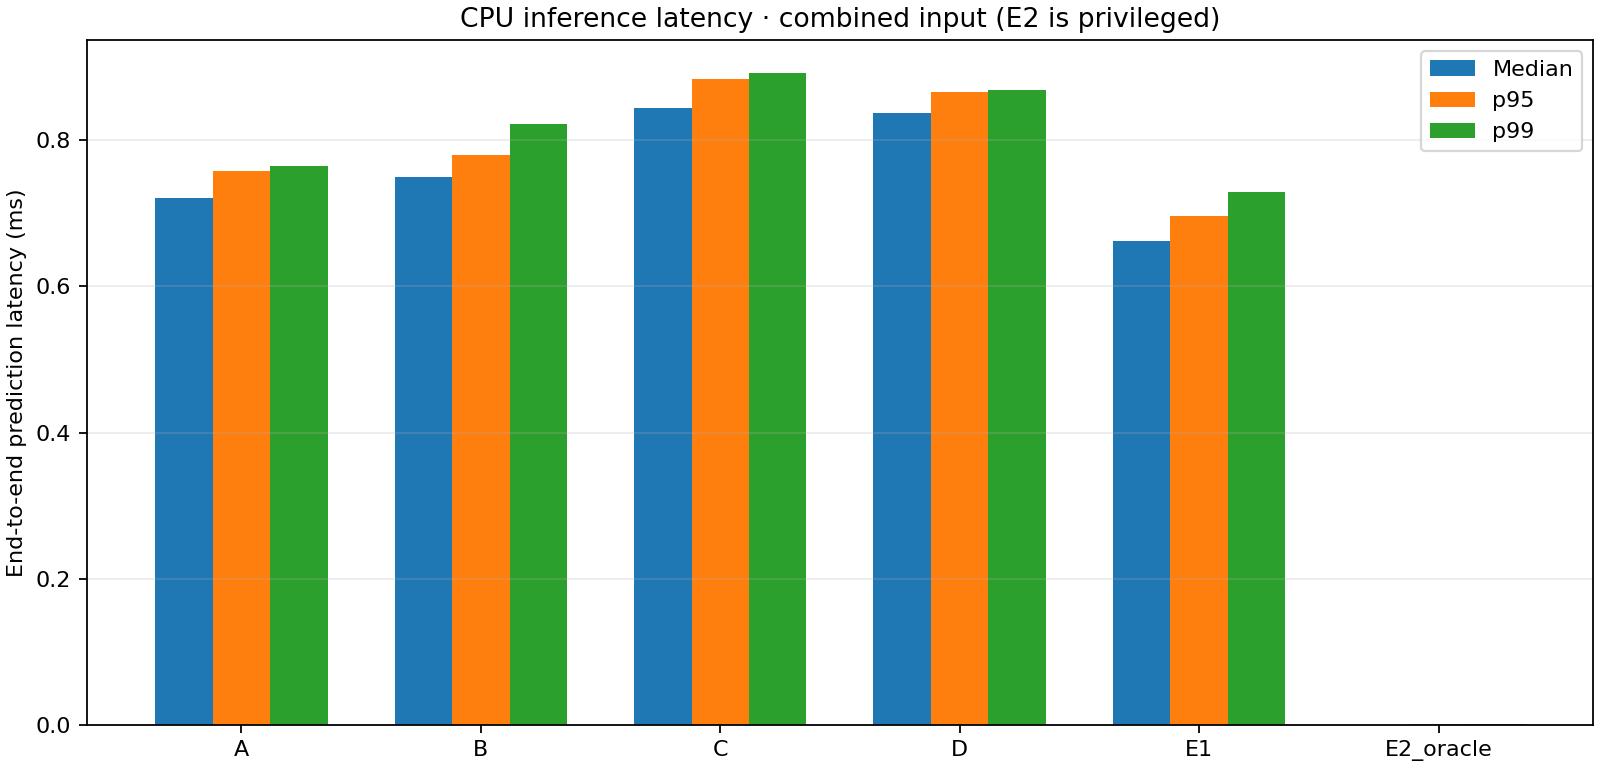 CPU inference latency · combined input (E2 is privileged)
End-to-end prediction latency (ms)
Median
p95
p99
0.8
0.6
0.4
0.2
0.0
A
B
C
D
E1
E2_oracle